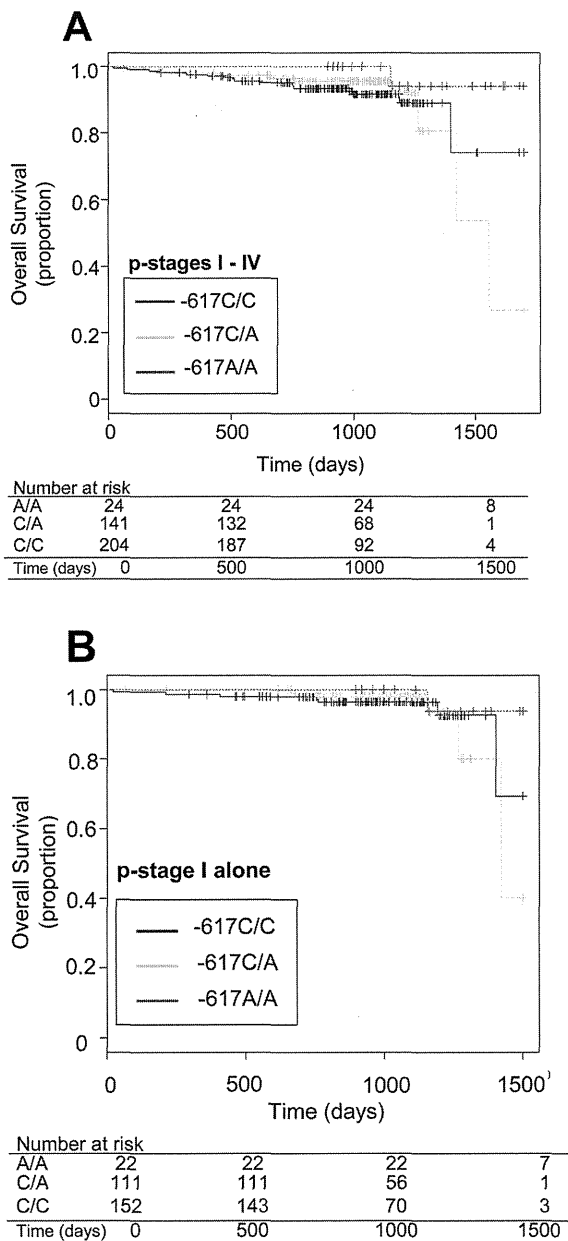 A
1.0
0.8
0.6
0.4
0.2
0
Overall Survival
(proportion)
p-stages I - IV
-617C/C
-617C/A
-617A/A
0 500 1000 1500
Time (days)
Number at risk
A/A 24 24 24 8
C/A 141 132 68 1
C/C 204 187 92 4
Time (days) 0 500 1000 1500
B
1.0
0.8
0.6
0.4
0.2
0
Overall Survival
(proportion)
p-stage I alone
-617C/C
-617C/A
-617A/A
0 500 1000 1500
Time (days)
Number at risk
A/A 22 22 22 7
C/A 111 111 56 1
C/C 152 143 70 3
Time (days) 0 500 1000 1500